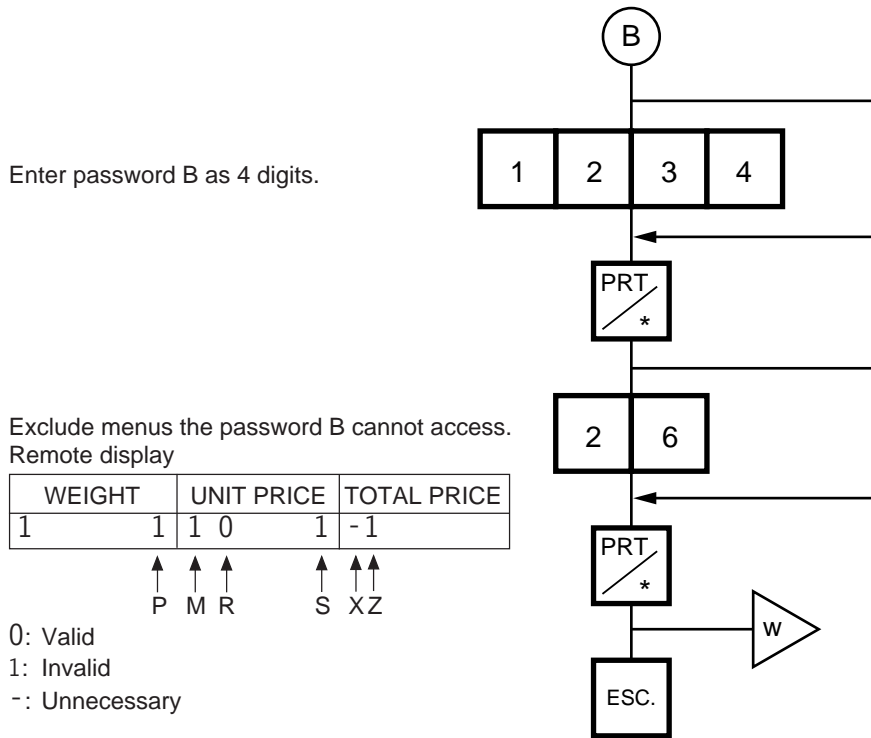 B
Enter password B as 4 digits.
1 2 3 4
PRT
*
Exclude menus the password B cannot access.
Remote display
2 6
WEIGHT UNIT PRICE TOTAL PRICE
1 1 1 0 1 -1
PRT
*
P M R S X Z
0: Valid
1: Invalid
-: Unnecessary
w
ESC.